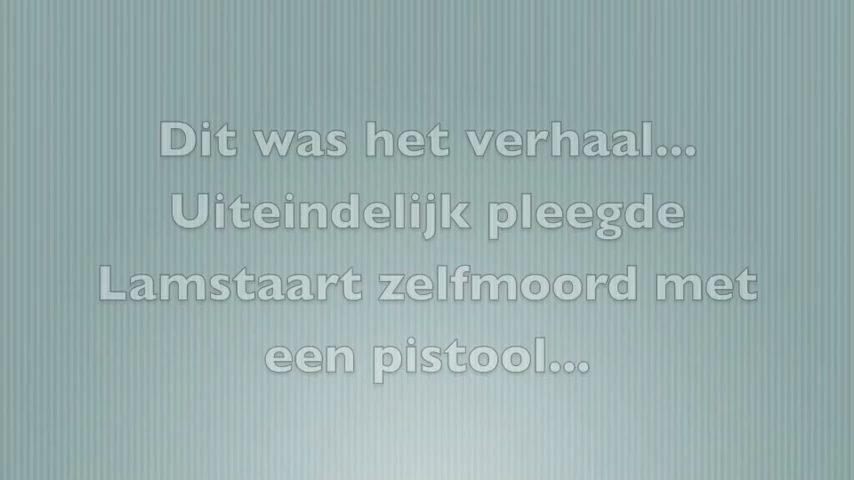 Dit was het verhaal...
Uiteindelijk pleegde
Lamstaart zelfmoord met
een pistool...